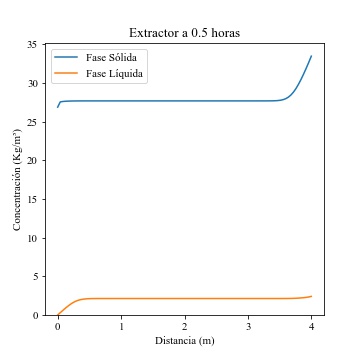 Extractor a 0.5 horas
Fase Sólida
Fase Líquida
Concentración (Kg/m³)
35
30
25
20
15
10
5
0
0 1 2 3 4
Distancia (m)